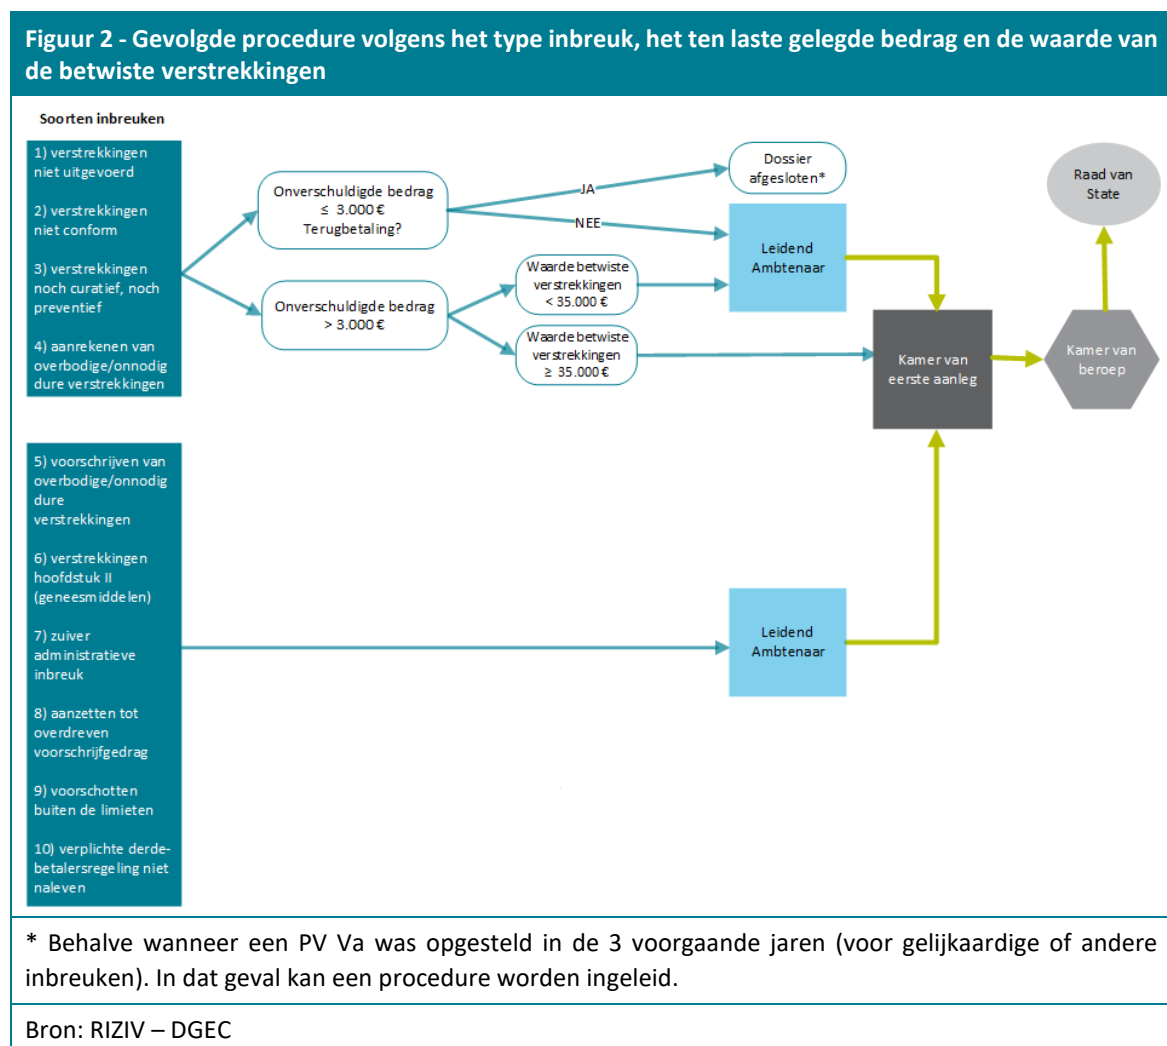 Figuur 2 - Gevolgde procedure volgens het type inbreuk, het ten laste gelegde bedrag en de waarde van
de betwiste verstrekkingen
Soorten inbreuken
1) verstrekkingen
niet uitgevoerd
2) verstrekkingen
niet conform
3) verstrekkingen
noch curatief, noch
preventief
4) aanrekenen van
overbodige/onnodig
dure verstrekkingen
Onverschuldigde bedrag
≤ 3.000 €
Terugbetaling?
JA
NEE
Dossier
afgesloten*
Onverschuldigde bedrag
> 3.000 €
Waarde betwiste
verstrekkingen
< 35.000 €
Waarde betwiste
verstrekkingen
≥ 35.000 €
Leidend
Ambtenaar
Kamer van
eerste aanleg
Kamer van
beroep
Raad van
State
5) voorschrijven van
overbodige/onnodig
dure
verstrekkingen
6) verstrekkingen
hoofdstuk II
(geneesmiddelen)
7) zuiver
administratieve
inbreuk
8) aanzetten tot
overdreven
voorschrijfgedrag
9) voorschotten
buiten de limieten
10) verplichte derde-
betalersregeling niet
naleven
Leidend
Ambtenaar
* Behalve wanneer een PV Va was opgesteld in de 3 voorgaande jaren (voor gelijkaardige of andere
inbreuken). In dat geval kan een procedure worden ingeleid.
Bron: RIZIV – DGEC